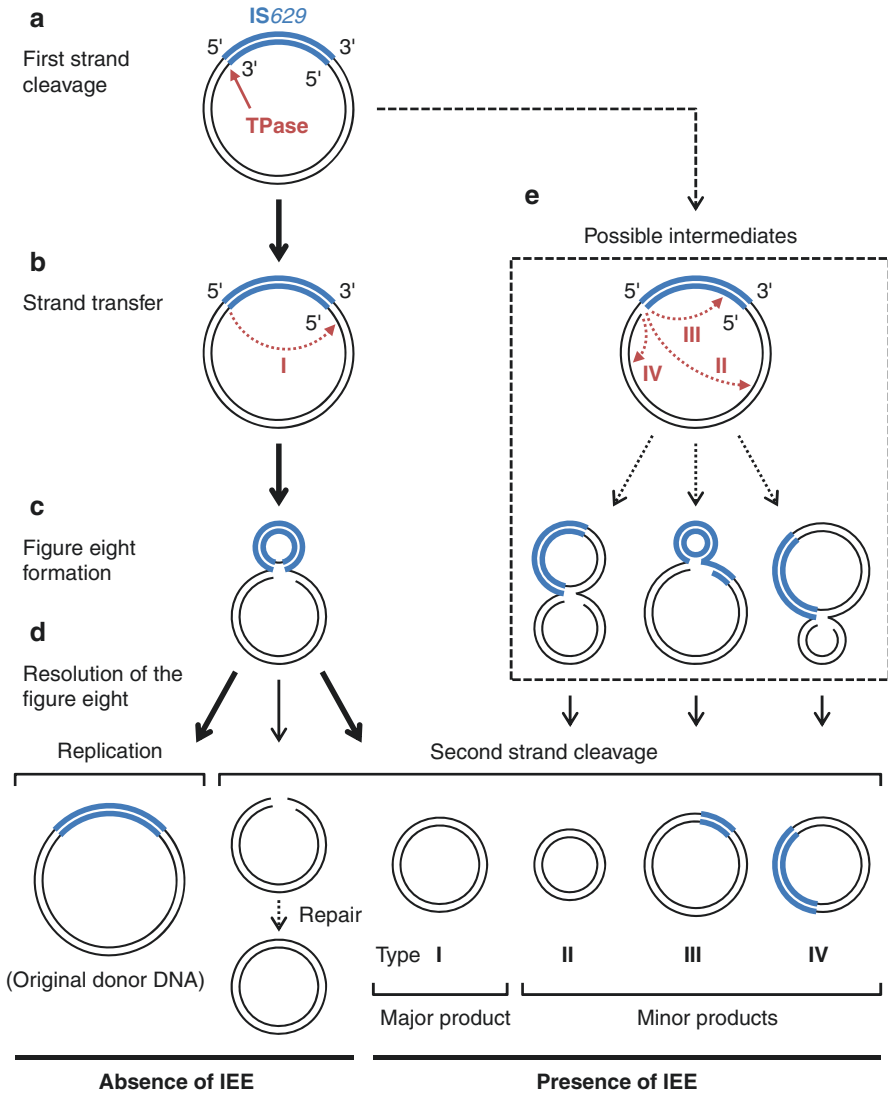 a
First strand
cleavage
IS629
5'
3'
3'
5'
TPase
b
Strand transfer
5'
3'
5'
I
c
Figure eight
formation
d
Resolution of the
figure eight
e
Possible intermediates
5'
3'
5'
III
II
IV
Replication
Second strand cleavage
Repair
(Original donor DNA)
Type I II III IV
Major product
Minor products
Absence of IEE
Presence of IEE